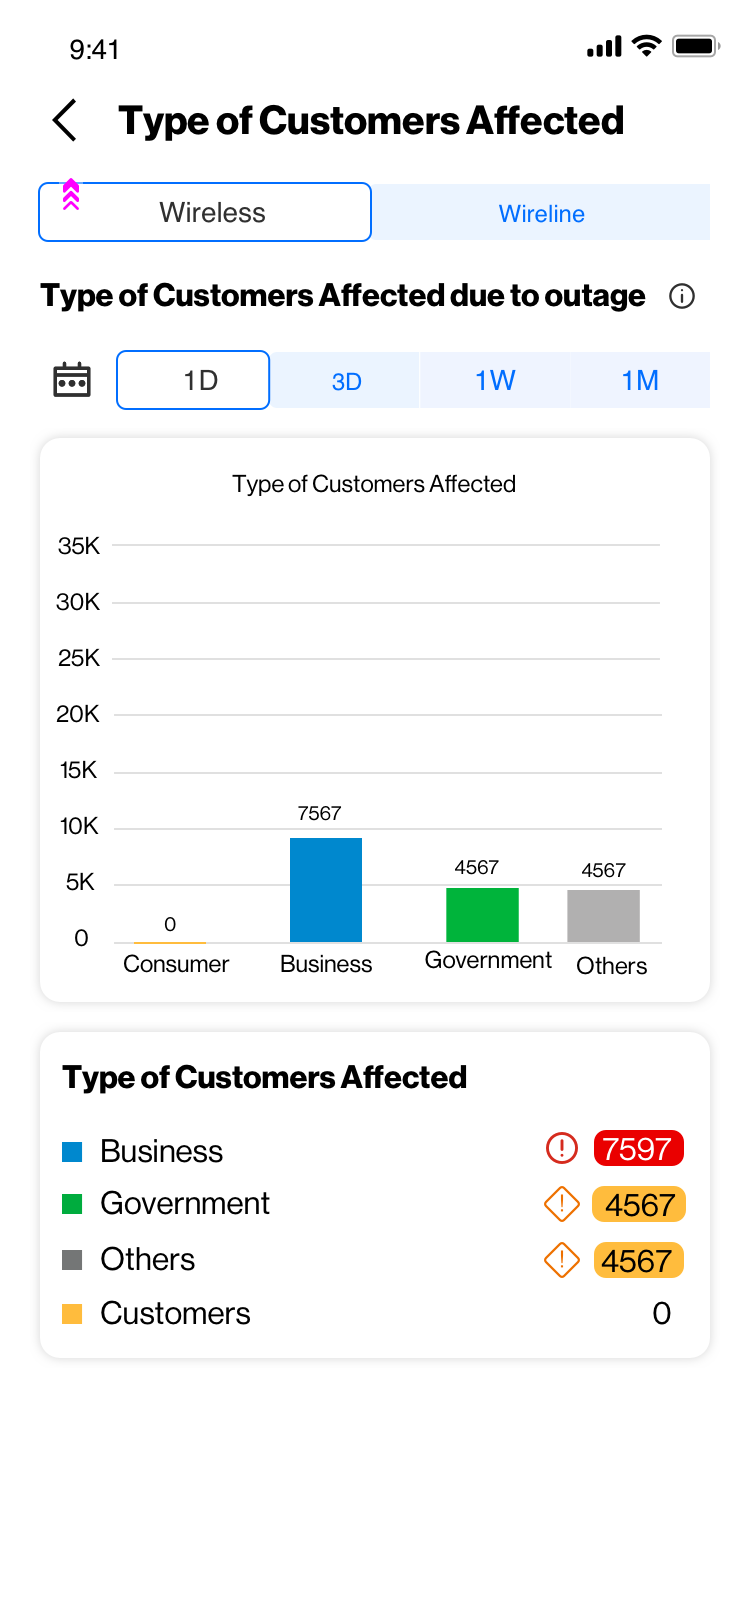 9:41
Type of Customers Affected
Wireless
Wireline
Type of Customers Affected due to outage
1D
3D
1W
1M
Type of Customers Affected
35K
30K
25K
20K
15K
10K
5K
0
7567
4567
4567
0
Consumer
Business
Government
Others
Type of Customers Affected
Business 7597
Government 4567
Others 4567
Customers 0